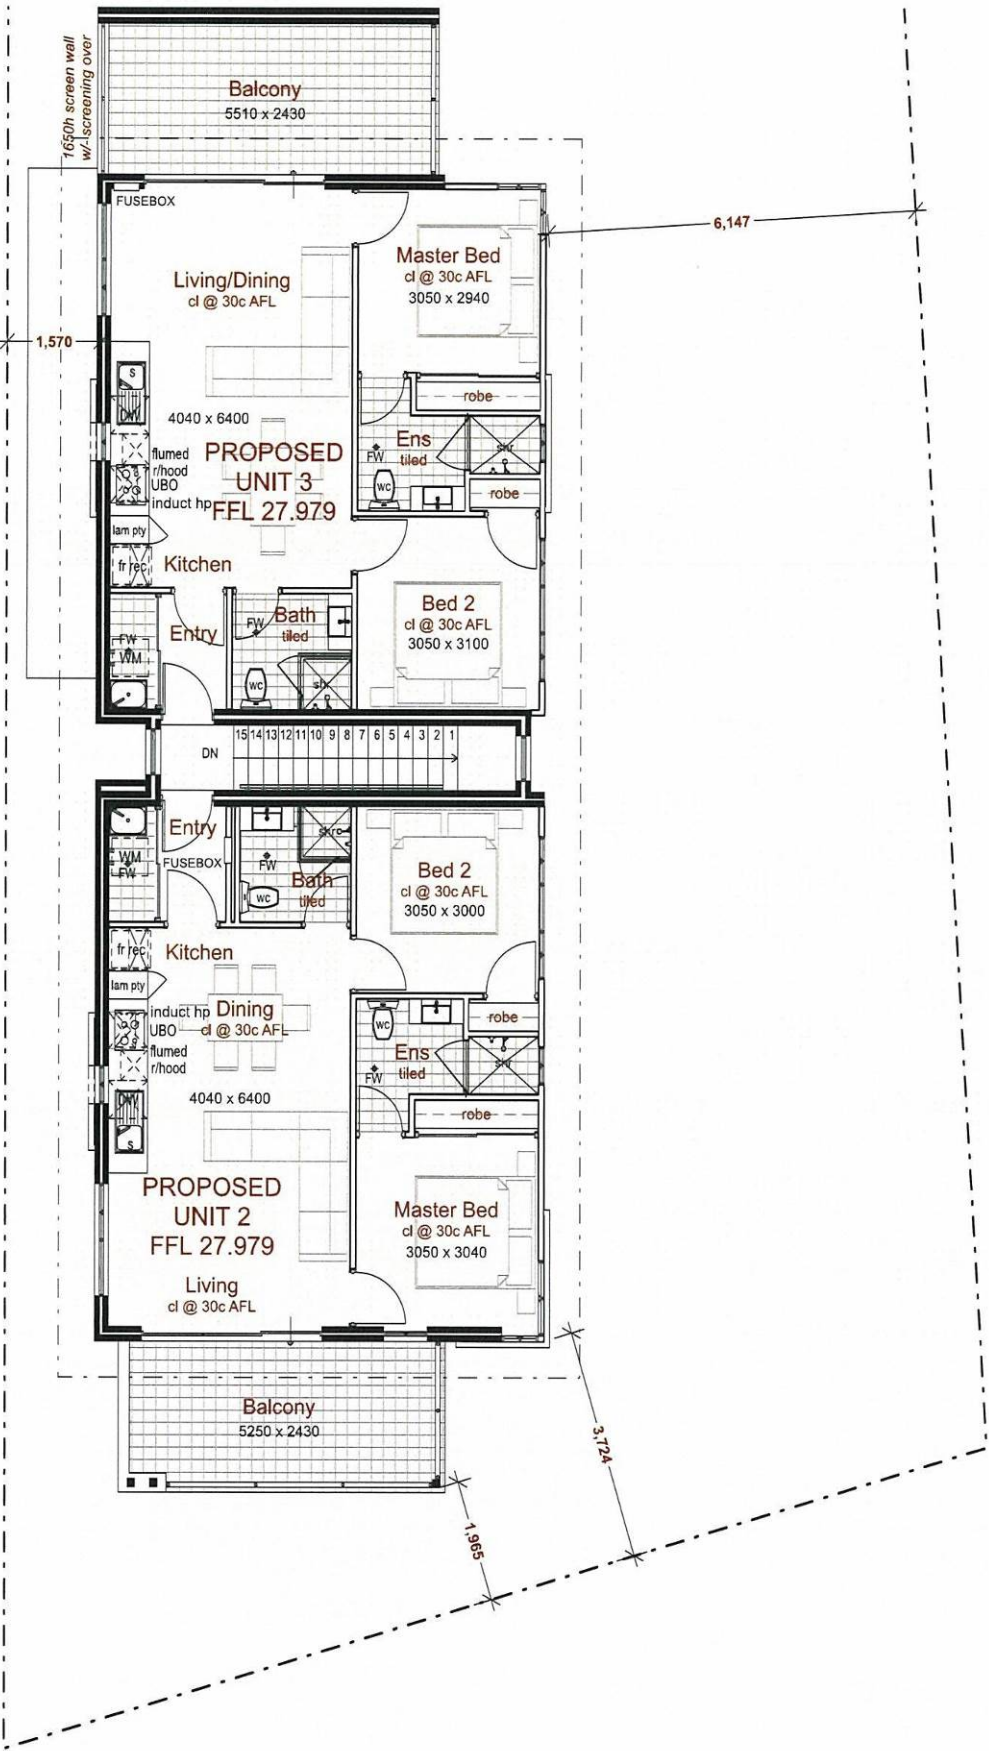 1650h screen wall
w/- screening over
Balcony
5510 x 2430
FUSEBOX
6,147
Master Bed
cl @ 30c AFL
3050 x 2940
Living/Dining
cl @ 30c AFL
1,570
S
DW
4040 x 6400
robe
Ens
tiled
FW
shr
WC
flumed
r/hood
UBO
induct hp
PROPOSED
UNIT 3
FFL 27.979
robe
lam pty
fr rec
Kitchen
Bed 2
cl @ 30c AFL
3050 x 3100
Entry
Bath
tiled
FW
FW
WM
WC
shr
DN
15 14 13 12 11 10 9 8 7 6 5 4 3 2 1
Entry
FUSEBOX
WM
FW
FW
shr
Bath
tiled
WC
Bed 2
cl @ 30c AFL
3050 x 3000
fr rec
Kitchen
lam pty
induct hp
UBO
flumed
r/hood
Dining
cl @ 30c AFL
robe
WC
Ens
tiled
FW
shr
DW
S
4040 x 6400
robe
PROPOSED
UNIT 2
FFL 27.979
Master Bed
cl @ 30c AFL
3050 x 3040
Living
cl @ 30c AFL
Balcony
5250 x 2430
3,724
1,965